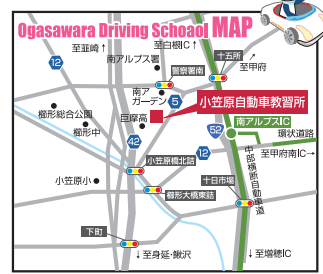 Ogasawara Driving Schoaol MAP
至韮崎↑
至白根IC↑
十五所
南アルプス署
至甲府
12
警察署南
南ア
ガーデン
5
小笠原自動車教習所
櫛形総合公園
櫛形中
巨摩高
52
南アルプスIC
環状道路
42
小笠原橋北詰
12
至甲府南IC→
小笠原小
櫛形大橋東詰
十日市場
中部横断自動車道
下町
↓至身延・鰍沢
↓至増穂IC